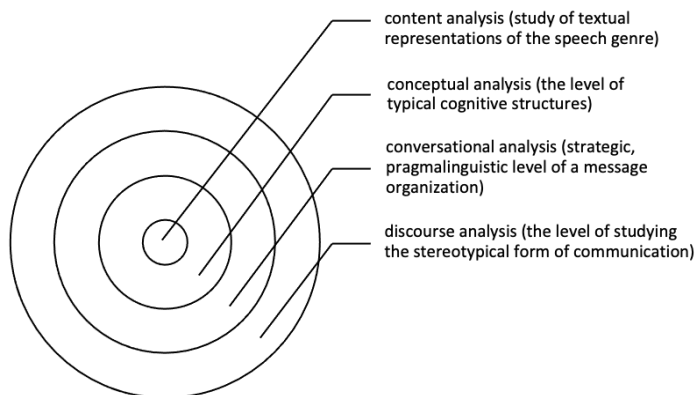 content analysis (study of textual
representations of the speech genre)
conceptual analysis (the level of
typical cognitive structures)
conversational analysis (strategic,
pragmalinguistic level of a message
organization)
discourse analysis (the level of studying
the stereotypical form of communication)